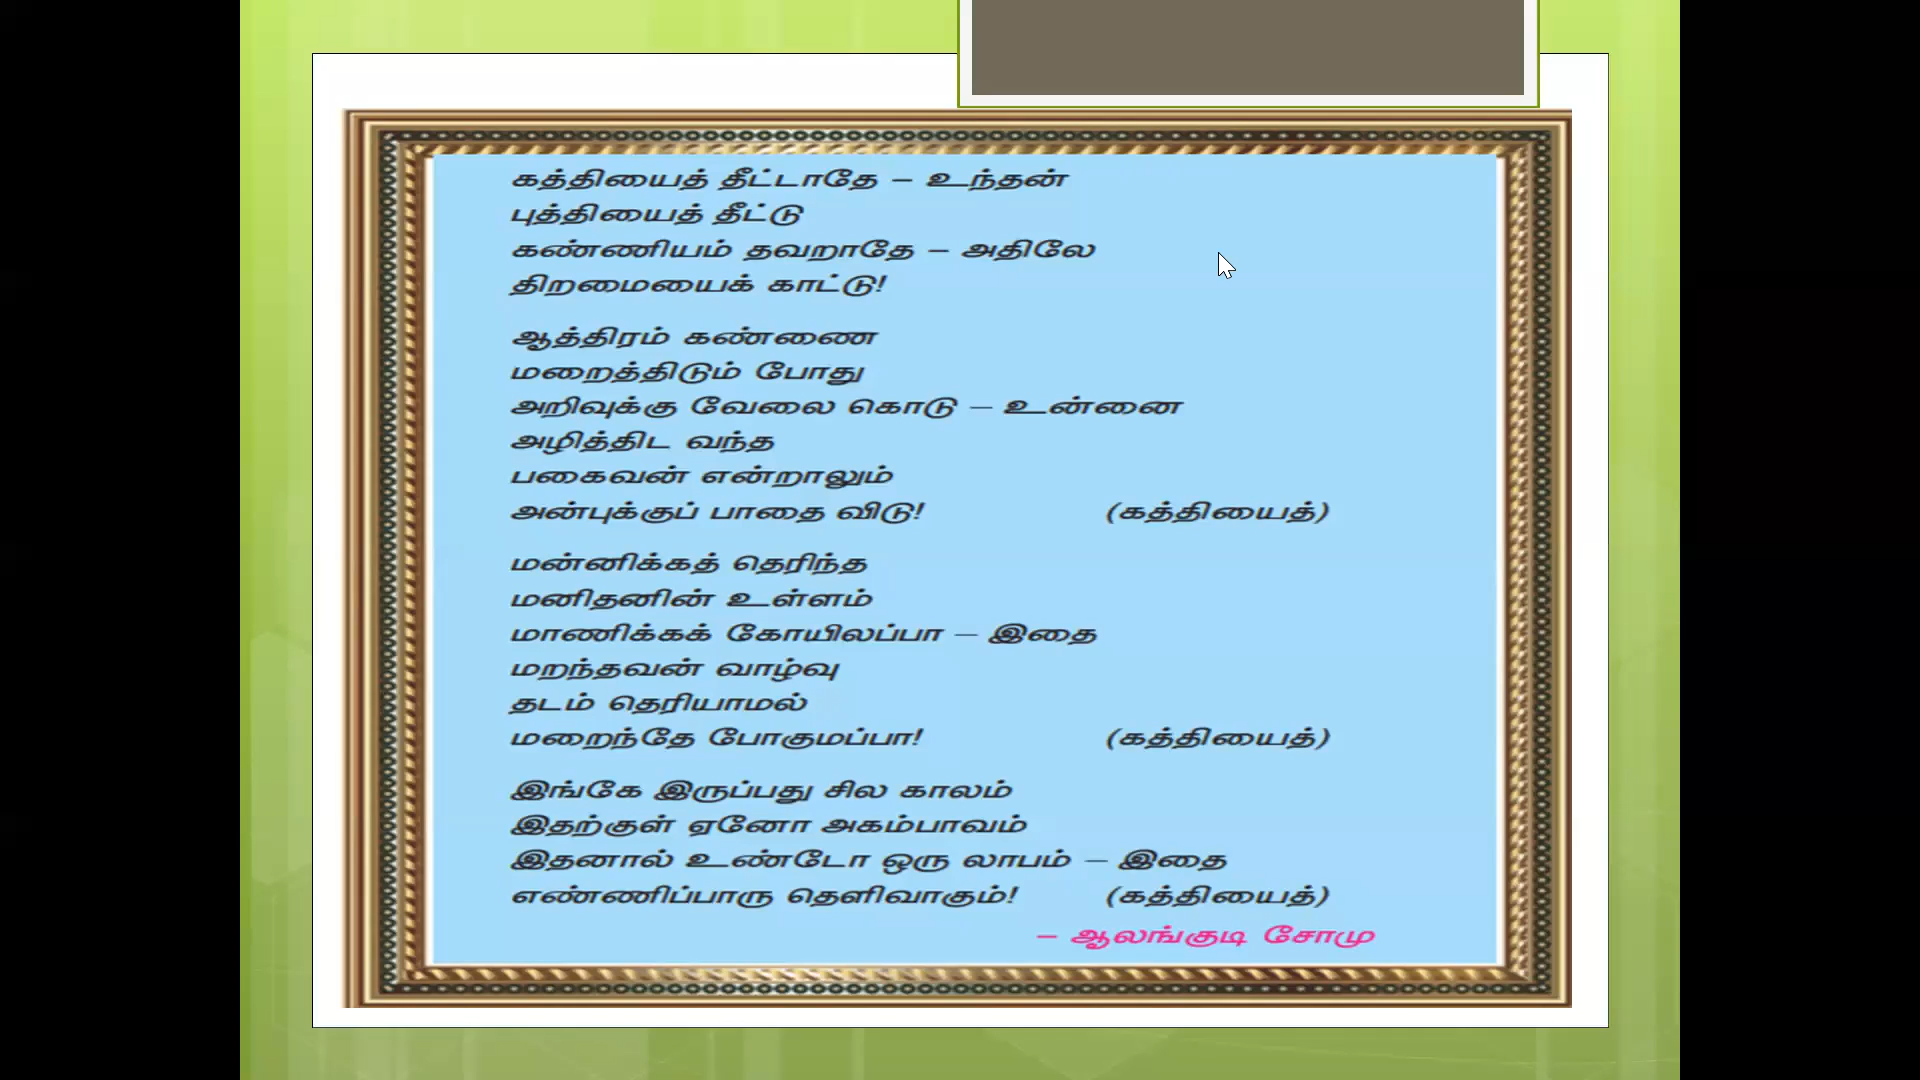 கத்தியைத் தீட்டாதே – உந்தன்
புத்தியைத் தீட்டு
கண்ணியம் தவறாதே – அதிலே
திறமையைக் காட்டு!
ஆத்திரம் கண்ணை
மறைத்திடும் போது
அறிவுக்கு வேலை கொடு – உன்னை
அழித்திட வந்த
பகைவன் என்றாலும்
அன்புக்குப் பாதை விடு! (கத்தியைத்)
மன்னிக்கத் தெரிந்த
மனிதனின் உள்ளம்
மாணிக்கக் கோயிலப்பா – இதை
மறந்தவன் வாழ்வு
தடம் தெரியாமல்
மறைந்தே போகுமப்பா! (கத்தியைத்)
இங்கே இருப்பது சில காலம்
இதற்குள் ஏனோ அகம்பாவம்
இதனால் உண்டோ ஒரு லாபம் – இதை
எண்ணிப்பாரு தெளிவாகும்! (கத்தியைத்)
– ஆலங்குடி சோமு